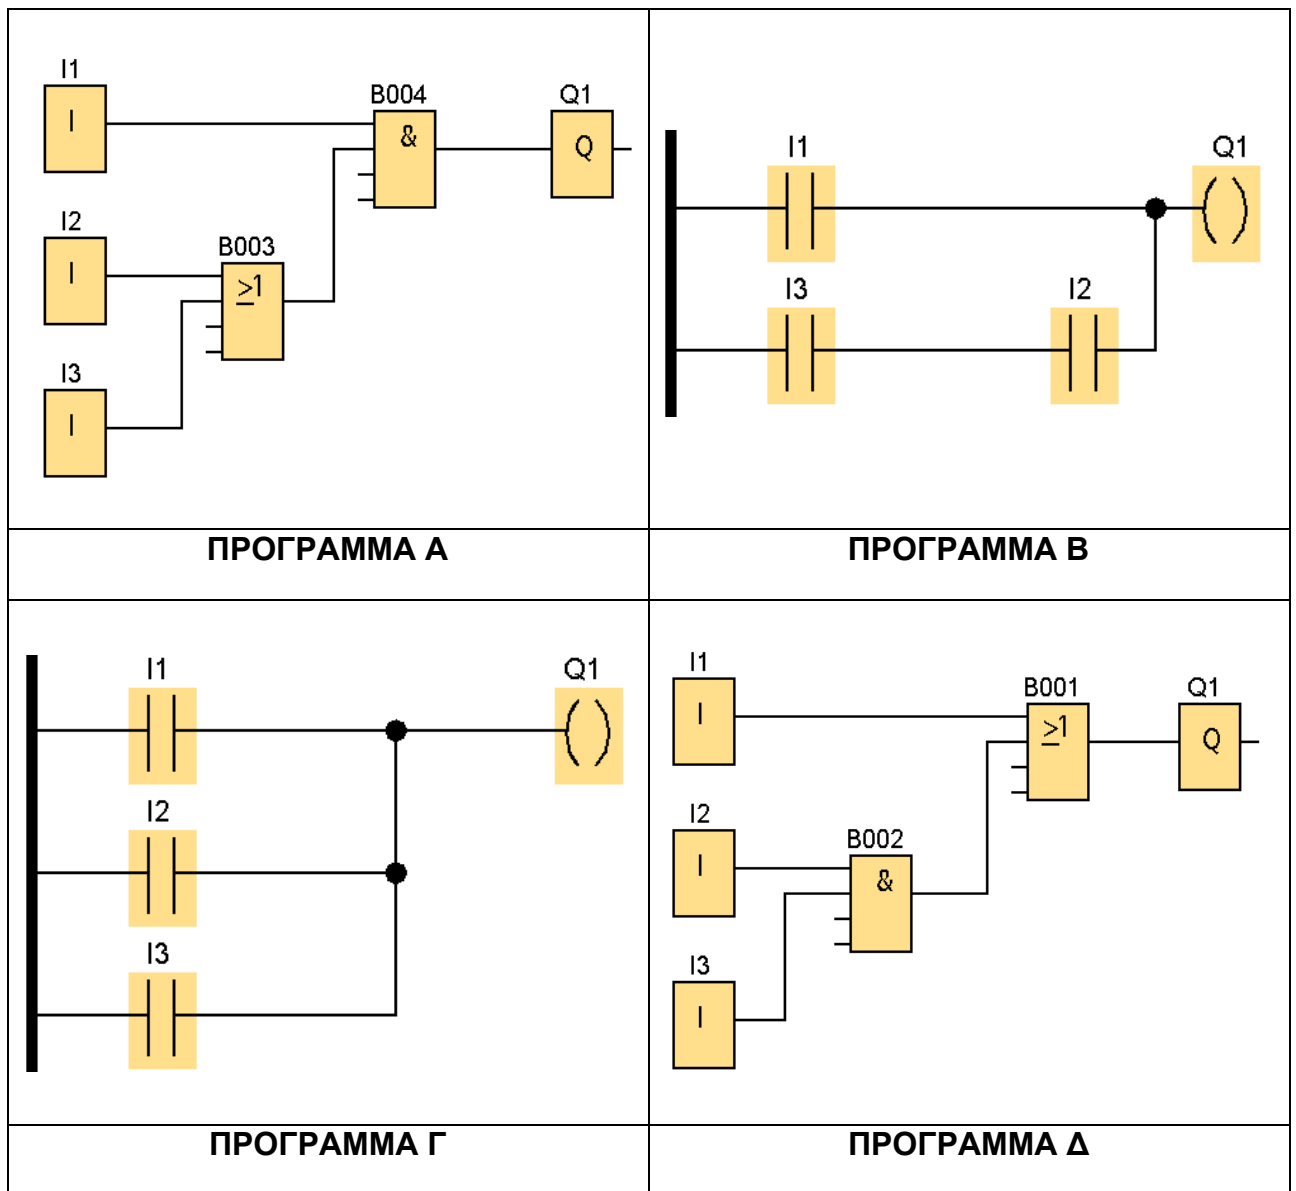 I1
I
B004
&
Q1
Q
I2
I
B003
≥1
I3
I
I1
Q1
I3
I2
ΠΡΟΓΡΑΜΜΑ Α
ΠΡΟΓΡΑΜΜΑ Β
I1
Q1
I2
I3
I1
I
B001
≥1
Q1
Q
I2
I
B002
&
I3
I
ΠΡΟΓΡΑΜΜΑ Γ
ΠΡΟΓΡΑΜΜΑ Δ